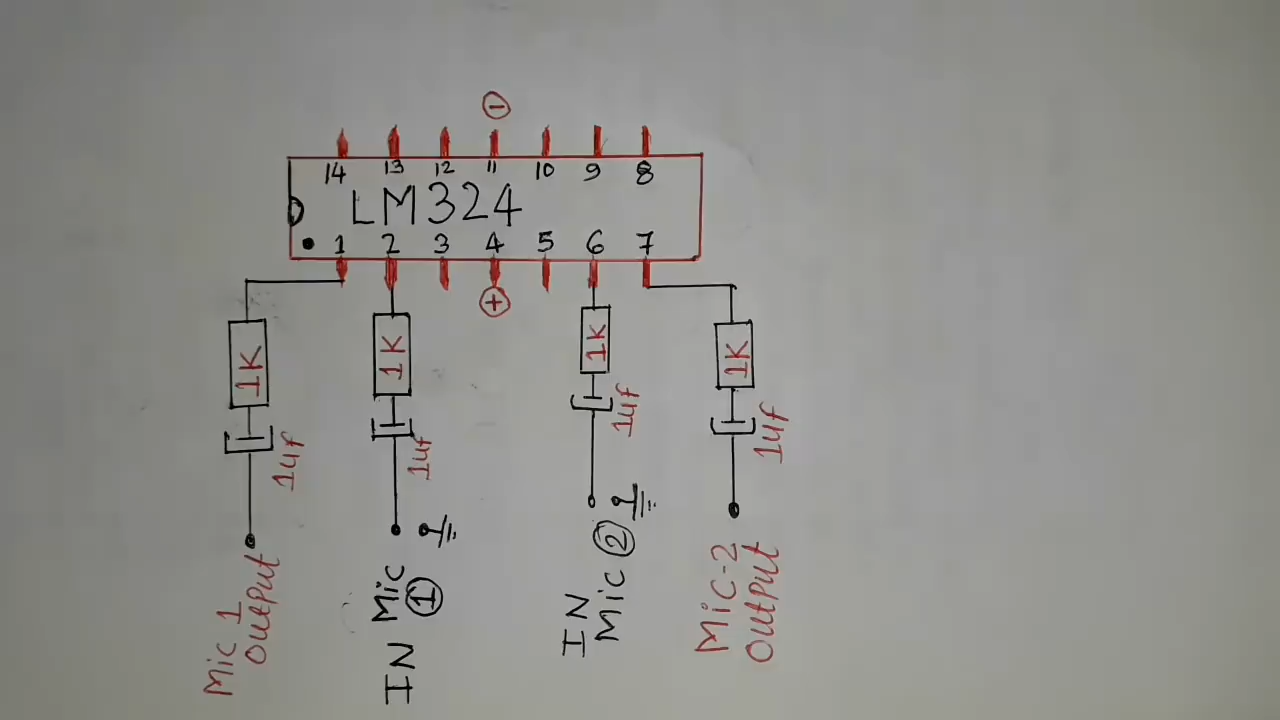 ⊖
14 13 12 11 10 9 8
LM324
1 2 3 4 5 6 7
⊕
1K
1K
1K
1K
1uf
1uf
1uf
1uf
Mic 1
OUtPUt
IN Mic
①
IN
Mic ②
Mic-2
OUtPUt